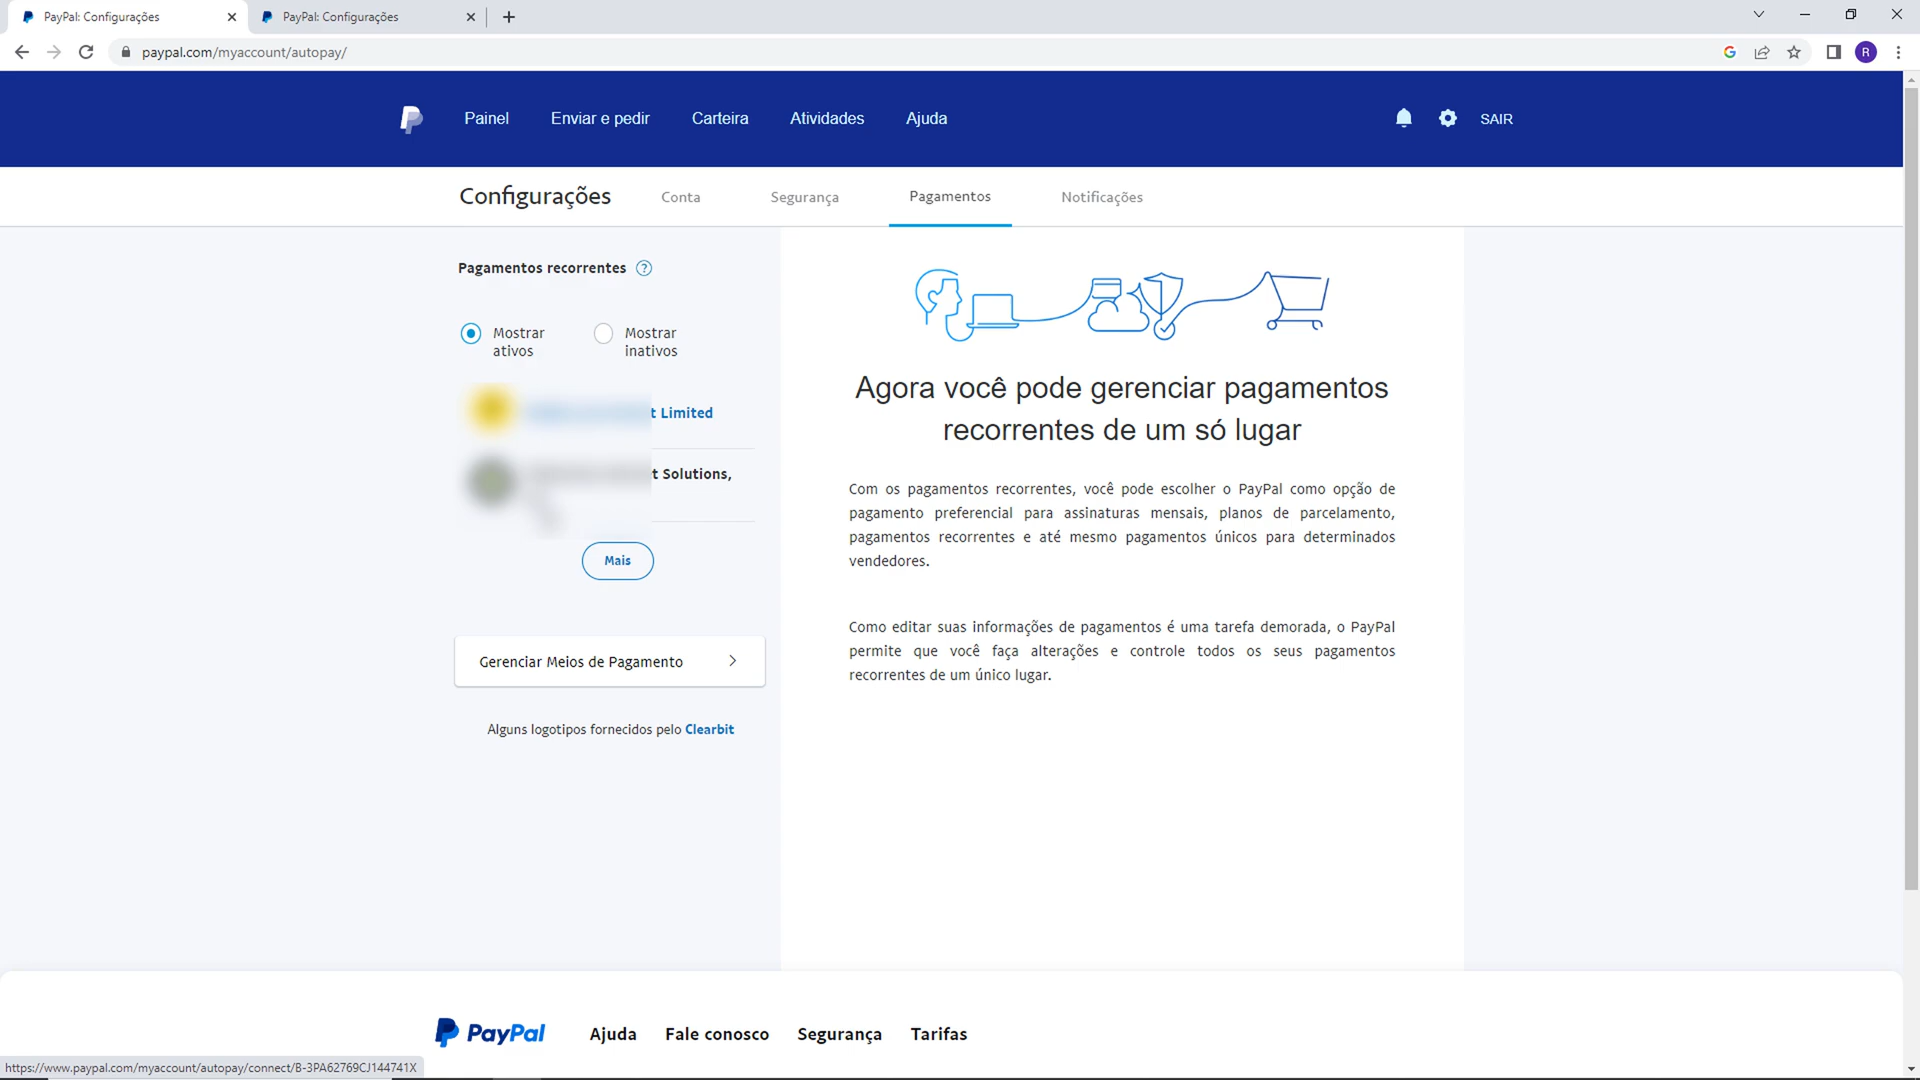 PayPal: Configurações
PayPal: Configurações
paypal.com/myaccount/autopay/
R
Painel
Enviar e pedir
Carteira
Atividades
Ajuda
SAIR
Configurações
Conta
Segurança
Pagamentos
Notificações
Pagamentos recorrentes ?
Mostrar
ativos
Mostrar
inativos
t Limited
t Solutions,
Mais
Gerenciar Meios de Pagamento
Alguns logotipos fornecidos pelo Clearbit
Agora você pode gerenciar pagamentos
recorrentes de um só lugar
Com os pagamentos recorrentes, você pode escolher o PayPal como opção de
pagamento preferencial para assinaturas mensais, planos de parcelamento,
pagamentos recorrentes e até mesmo pagamentos únicos para determinados
vendedores.
Como editar suas informações de pagamentos é uma tarefa demorada, o PayPal
permite que você faça alterações e controle todos os seus pagamentos
recorrentes de um único lugar.
PayPal
Ajuda
Fale conosco
Segurança
Tarifas
https://www.paypal.com/myaccount/autopay/connect/B-3PA62769CJ144741X